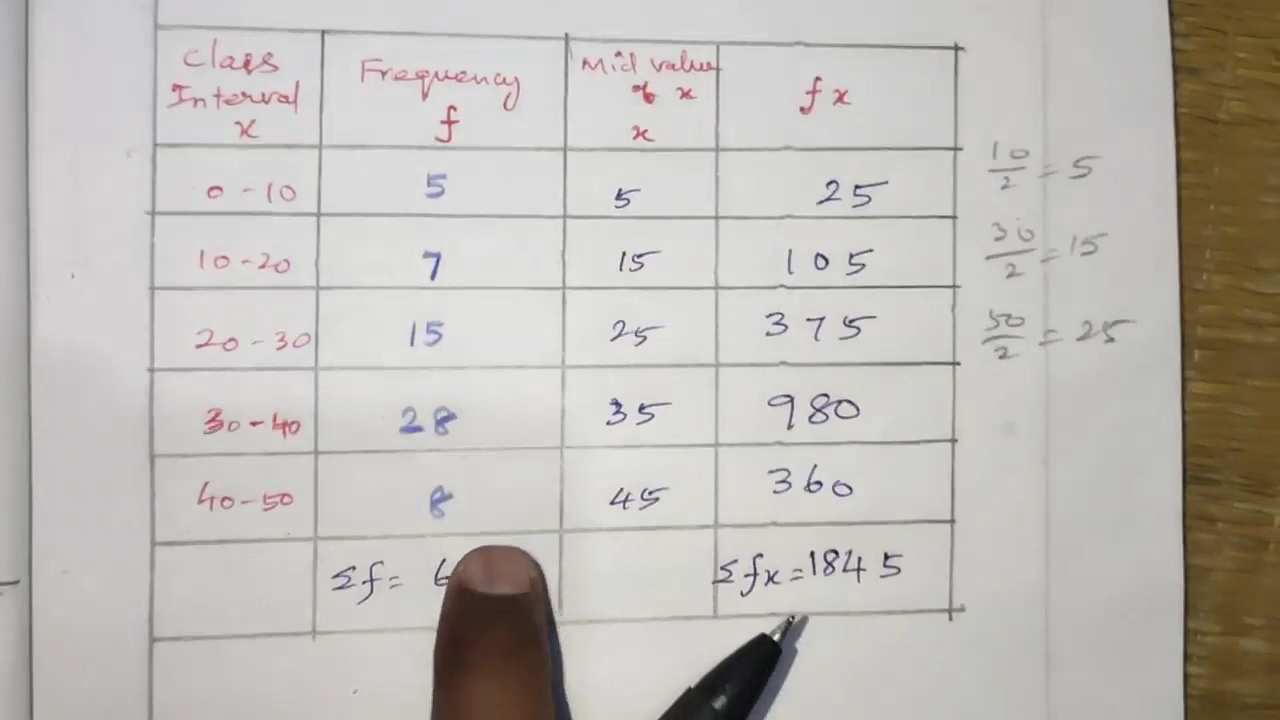 Class Interval x | Frequency f | Mid value of x x | fx
0-10 | 5 | 5 | 25
10-20 | 7 | 15 | 105
20-30 | 15 | 25 | 375
30-40 | 28 | 35 | 980
40-50 | 8 | 45 | 360
Σf= 6 | Σfx=1845
10/2 = 5
30/2 = 15
50/2 = 25